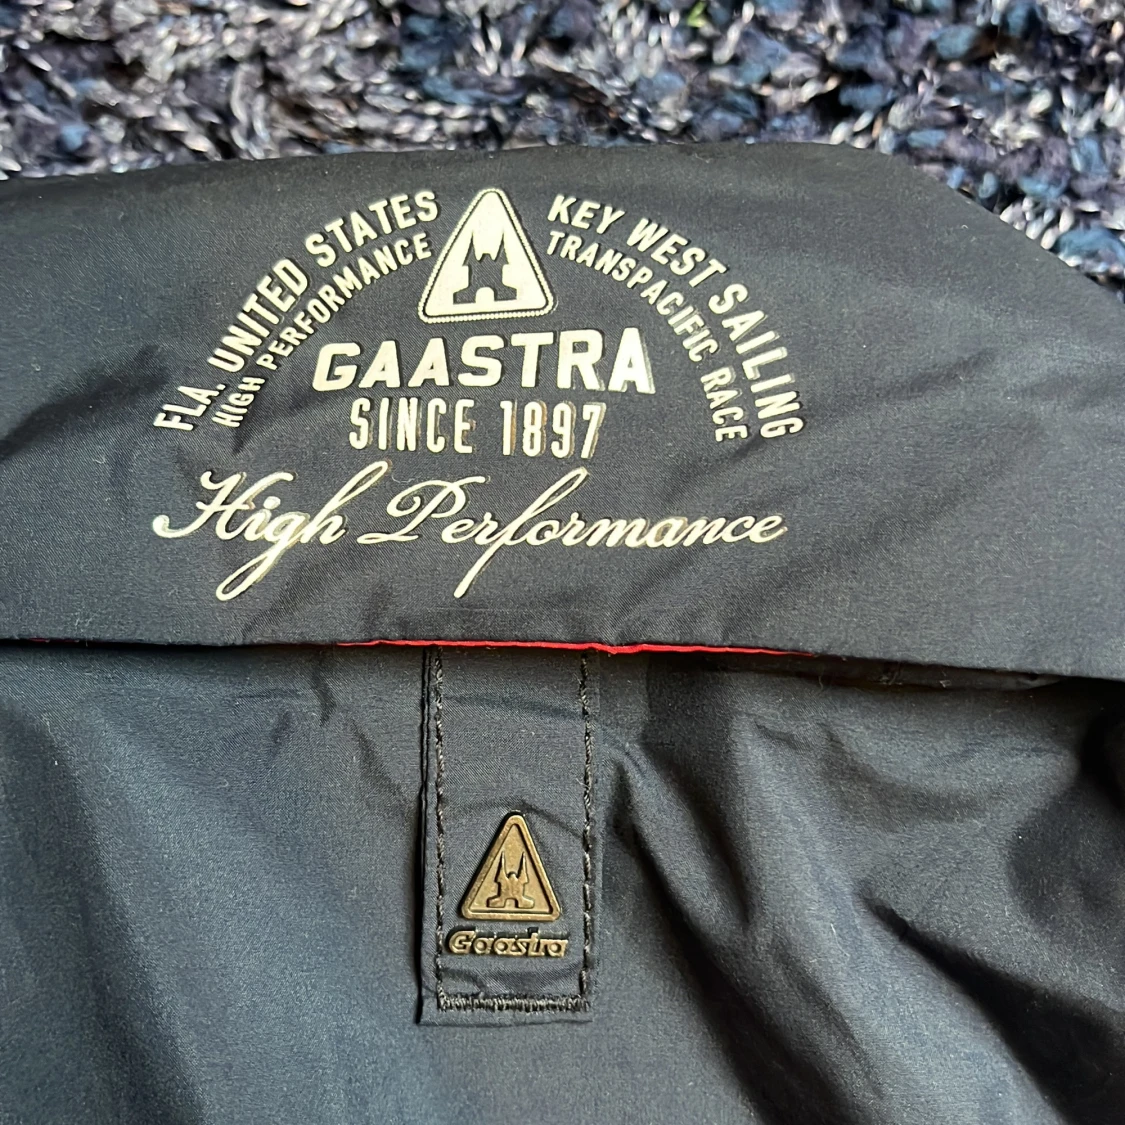 FLA. UNITED STATES
HIGH PERFORMANCE
KEY WEST SAILING
TRANSPACIFIC RACE
GAASTRA
SINCE 1897
High Performance
Gaastra